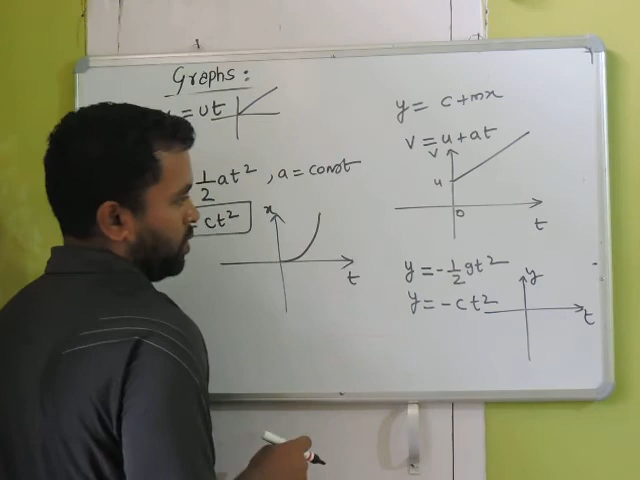 Graphs:
= ut
1/2 at², a = const
ct²
x
t
y = c + mx
v = u + at
v
u
0
t
y = -1/2 gt²
y = -ct²
y
t